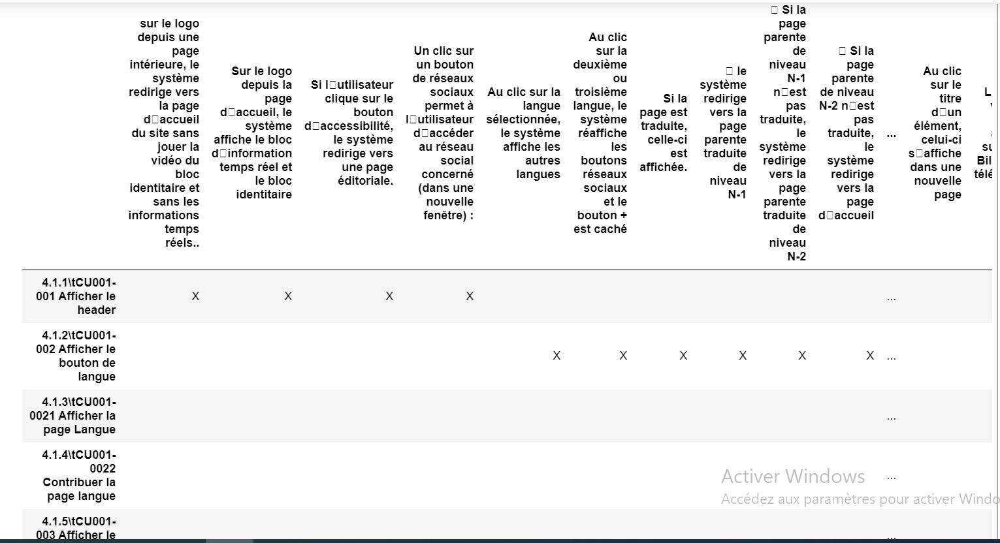 sur le logo
depuis une
page
intérieure, le
système
redirige vers
la page
d□accueil
du site sans
jouer la
vidéo du
bloc
identitaire et
sans les
informations
temps
réels..
Sur le logo
depuis la
page
d□accueil, le
système
affiche le bloc
d□information
temps réel et
le bloc
identitaire
Si l□utilisateur
clique sur le
bouton
d□accessibilité,
le système
redirige vers
une page
éditoriale.
Un clic sur
un bouton
de réseaux
sociaux
permet à
l□utilisateur
d□accéder
au réseau
social
concerné
(dans une
nouvelle
fenêtre) :
Au clic sur la
langue
sélectionnée,
le système
affiche les
autres
langues
Au clic
sur la
deuxième
ou
troisième
langue, le
système
réaffiche
les
boutons
réseaux
sociaux
et le
bouton +
est caché
Si la
page est
traduite,
celle-ci
est
affichée.
□ le
système
redirige
vers la
page
parente
traduite
de
niveau
N-1
□ Si la
page
parente
de
niveau
N-1
n□est
pas
traduite,
le
système
redirige
vers la
page
parente
traduite
de
niveau
N-2
□ Si la
page
parente
de niveau
N-2 n□est
pas
traduite,
le
système
redirige
vers la
page
d□accueil
...
Au clic
sur le
titre
d□un
élément,
celui-ci
s□affiche
dans une
nouvelle
page
L
su
Bil
télé
4.1.1\tCU001-
001 Afficher le
header
X X X X ...
4.1.2\tCU001-
002 Afficher le
bouton de
langue
X X X X X X ...
4.1.3\tCU001-
0021 Afficher la
page Langue
...
4.1.4\tCU001-
0022
Contribuer la
page langue
...
4.1.5\tCU001-
003 Afficher le
...
Activer Windows
Accédez aux paramètres pour activer Windo